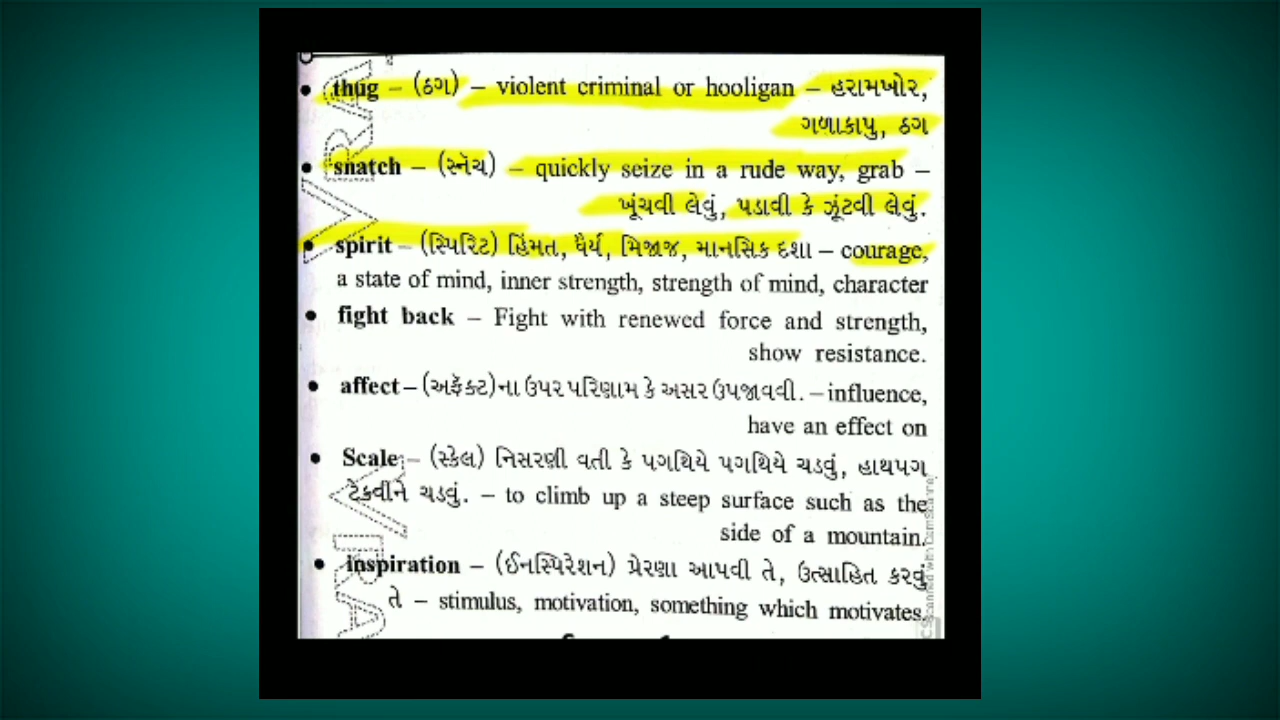 • thug – (ઠગ) – violent criminal or hooligan – હરામખોર,
ગળાકાપુ, ઠગ
• snatch – (સ્નૅચ) – quickly seize in a rude way, grab –
ખૂંચવી લેવું, પડાવી કે ઝૂંટવી લેવું.
• spirit – (સ્પિરિટ) હિંમત, ધૈર્ય, મિજાજ, માનસિક દશા – courage,
a state of mind, inner strength, strength of mind, character
• fight back – Fight with renewed force and strength,
show resistance.
• affect – (અફૅક્ટ) ના ઉપર પરિણામ કે અસર ઉપજાવવી. – influence,
have an effect on
• Scale – (સ્કેલ) નિસરણી વતી કે પગથિયે પગથિયે ચડવું, હાથપગ
ટેકવીને ચડવું. – to climb up a steep surface such as the
side of a mountain.
• inspiration – (ઈનસ્પિરેશન) પ્રેરણા આપવી તે, ઉત્સાહિત કરવું
તે – stimulus, motivation, something which motivates.